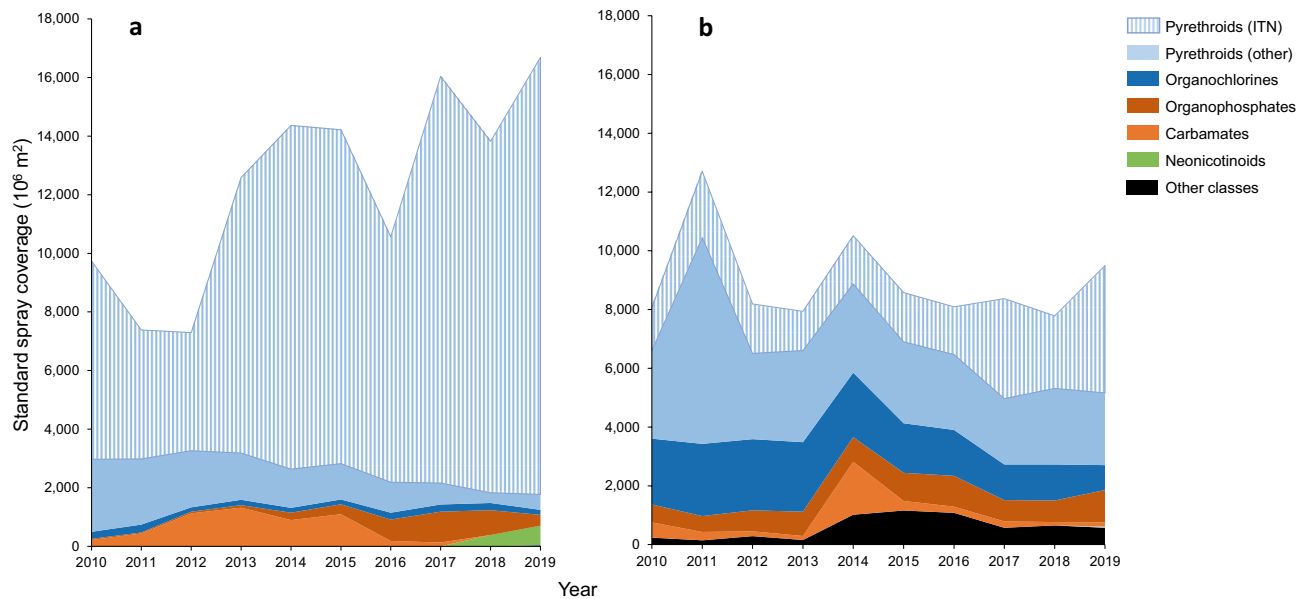 a
18,000
16,000
14,000
12,000
10,000
8,000
6,000
4,000
2,000
0
2010 2011 2012 2013 2014 2015 2016 2017 2018 2019
Standard spray coverage (10⁶ m²)
b
18,000
16,000
14,000
12,000
10,000
8,000
6,000
4,000
2,000
0
2010 2011 2012 2013 2014 2015 2016 2017 2018 2019
Year
Pyrethroids (ITN)
Pyrethroids (other)
Organochlorines
Organophosphates
Carbamates
Neonicotinoids
Other classes